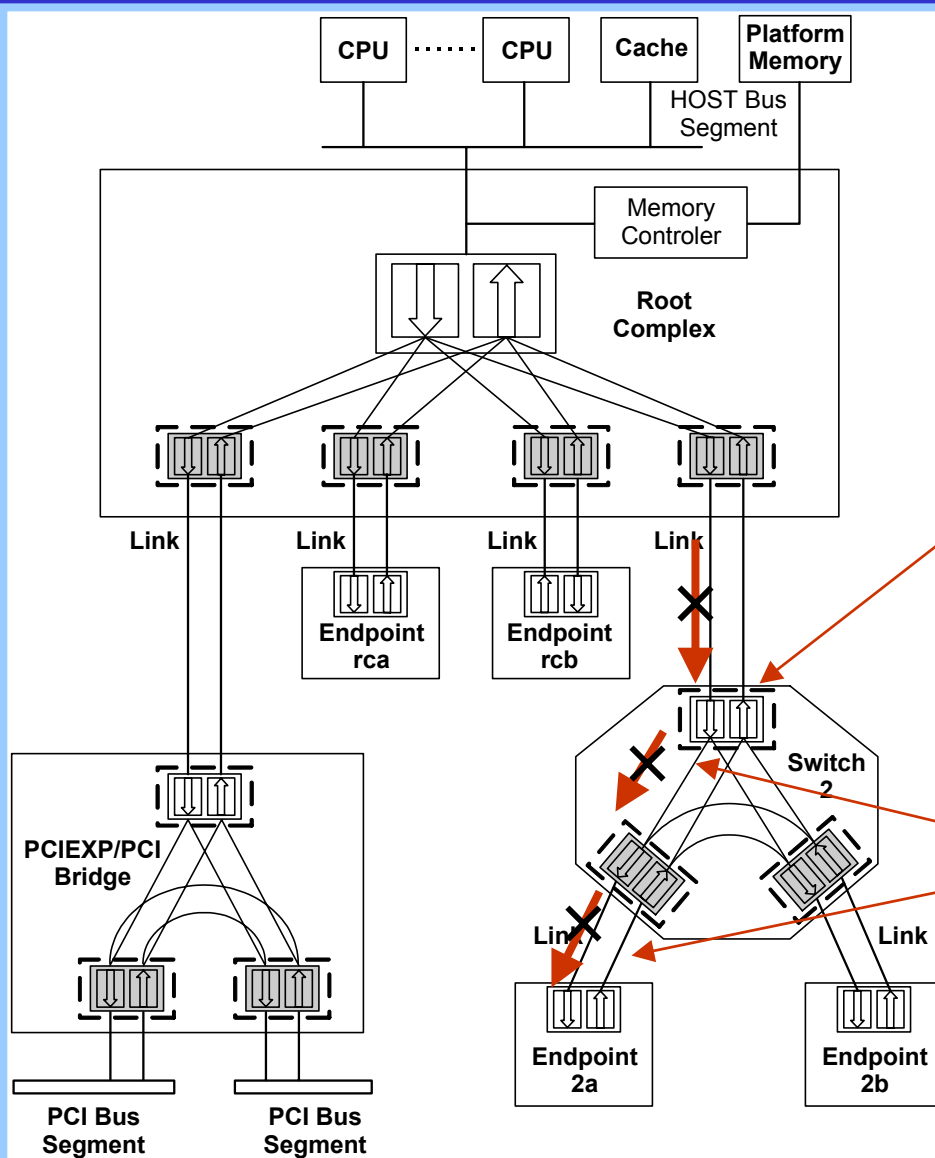 CPU
CPU
Cache
Platform
Memory
HOST Bus
Segment
Memory
Controler
Root
Complex
Link
Link
Link
Link
Endpoint
rca
Endpoint
rcb
Switch
2
PCIEXP/PCI
Bridge
Link
Link
Endpoint
2a
Endpoint
2b
PCI Bus
Segment
PCI Bus
Segment